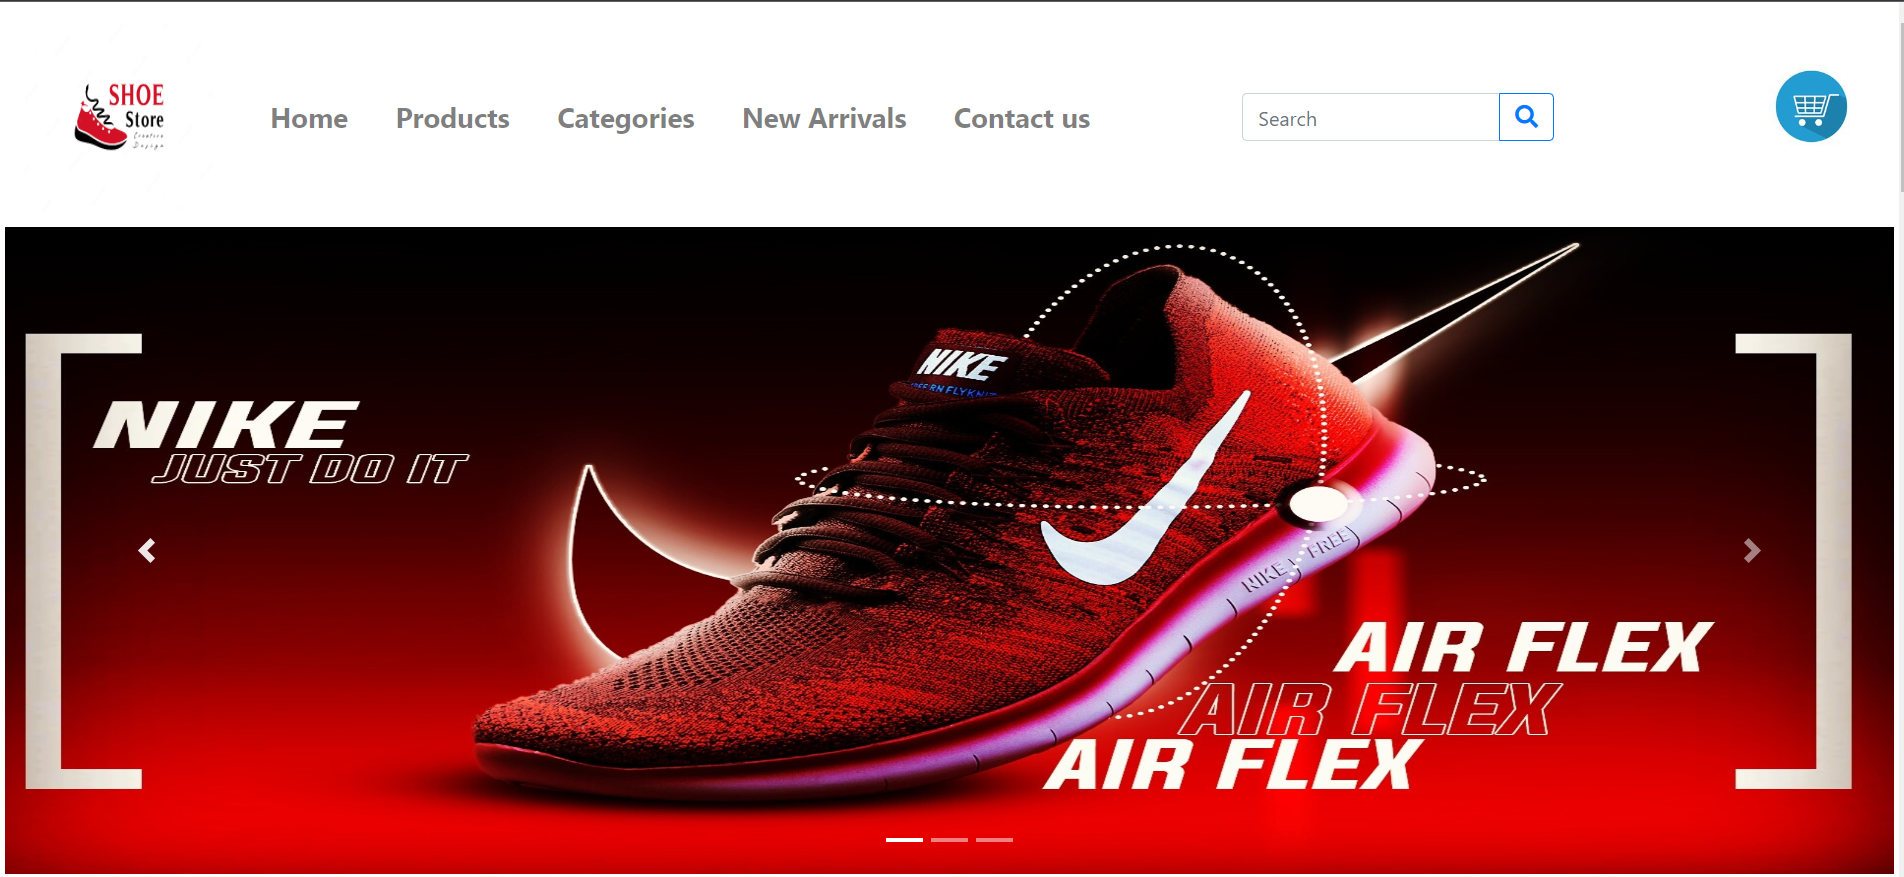 SHOE
Store
Creative
Design
Home
Products
Categories
New Arrivals
Contact us
Search
NIKE
JUST DO IT
NIKE
FREE RN FLYKNIT
NIKE FREE
AIR FLEX
AIR FLEX
AIR FLEX